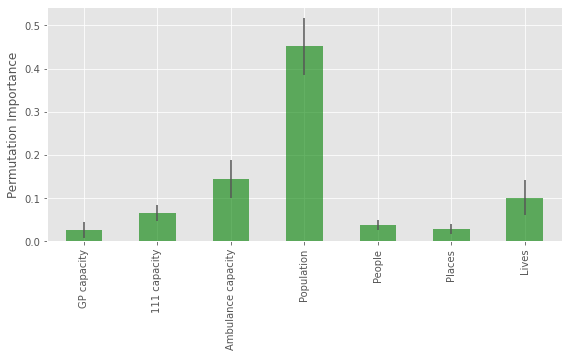 Permutation Importance
0.5
0.4
0.3
0.2
0.1
0.0
GP capacity
111 capacity
Ambulance capacity
Population
People
Places
Lives